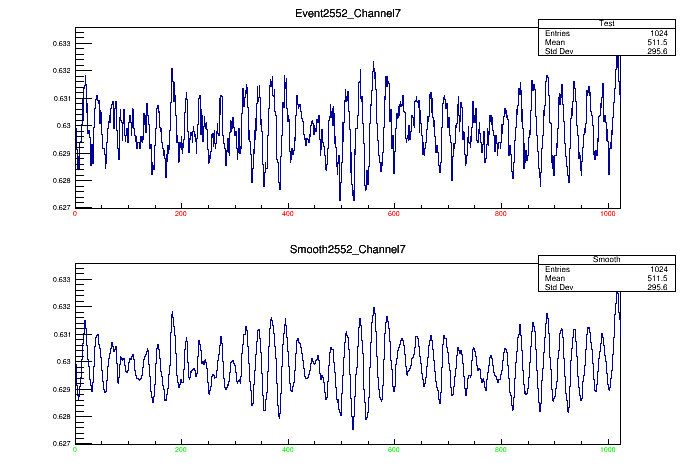 Event2552_Channel7
Test
Entries 1024
Mean 511.5
Std Dev 295.6
0.633
0.632
0.631
0.63
0.629
0.628
0.627
0 200 400 600 800 1000
Smooth2552_Channel7
Smooth
Entries 1024
Mean 511.5
Std Dev 295.6
0.633
0.632
0.631
0.63
0.629
0.628
0.627
0 200 400 600 800 1000